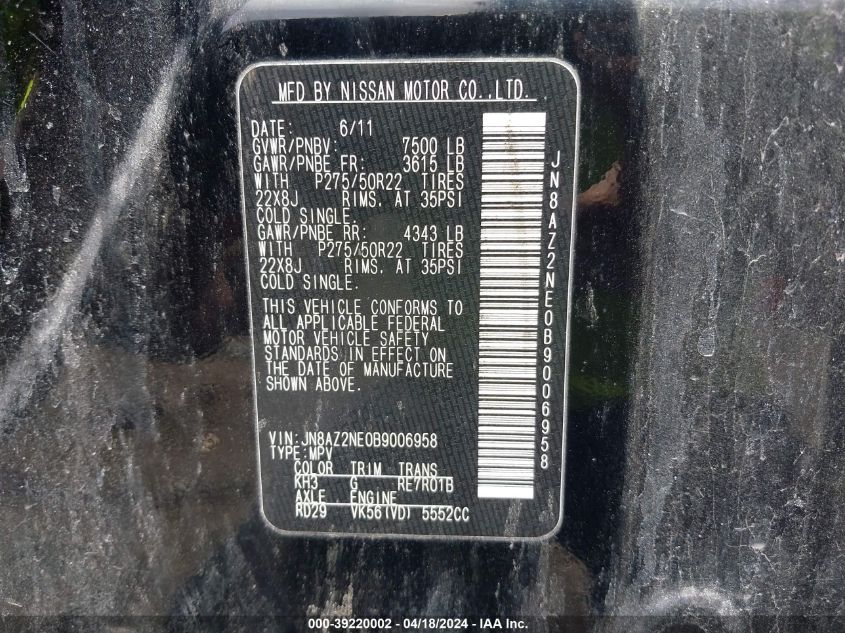 MFD BY NISSAN MOTOR CO.,LTD.
DATE: 6/11
GVWR/PNBV: 7500 LB
GAWR/PNBE FR: 3615 LB
WITH P275/50R22 TIRES
22X8J RIMS. AT 35PSI
COLD SINGLE.
GAWR/PNBE RR: 4343 LB
WITH P275/50R22 TIRES
22X8J RIMS. AT 35PSI
COLD SINGLE.
THIS VEHICLE CONFORMS TO
ALL APPLICABLE FEDERAL
MOTOR VEHICLE SAFETY
STANDARDS IN EFFECT ON
THE DATE OF MANUFACTURE
SHOWN ABOVE.
VIN:JN8AZ2NE0B9006958
TYPE:MPV
COLOR TRIM TRANS
KH3 G RE7R01B
AXLE ENGINE
RD29 VK56(VD) 5552CC
JN8AZ2NE0B9006958
000-39220002 - 04/18/2024 - IAA Inc.